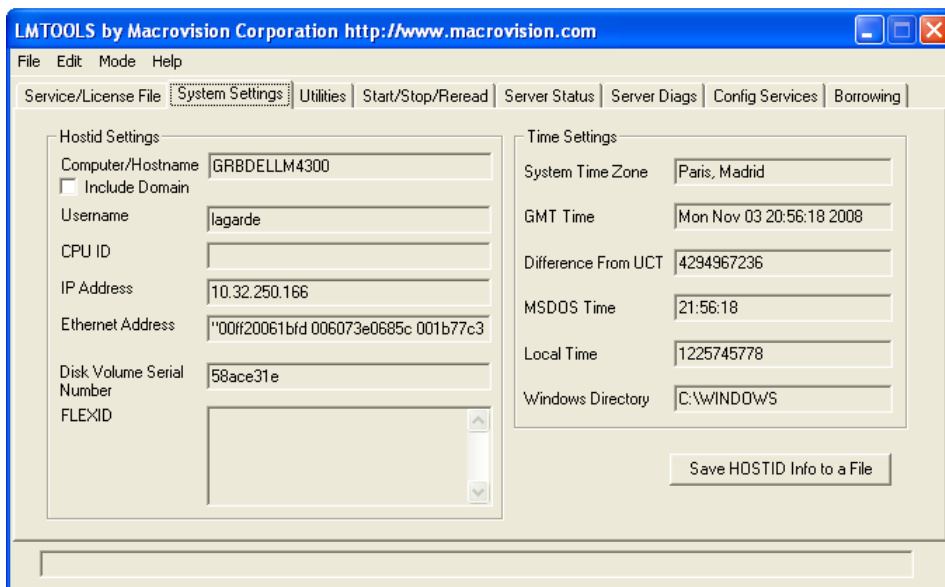 LMTOOLS by Macrovision Corporation http://www.macrovision.com
File Edit Mode Help
Service/License File System Settings Utilities Start/Stop/Reread Server Status Server Diags Config Services Borrowing
Hostid Settings
Computer/Hostname GRBDELLM4300
Include Domain
Username lagarde
CPU ID
IP Address 10.32.250.166
Ethernet Address "00ff20061bfd 006073e0685c 001b77c3
Disk Volume Serial Number 58ace31e
FLEXID
Time Settings
System Time Zone Paris, Madrid
GMT Time Mon Nov 03 20:56:18 2008
Difference From UCT 4294967236
MSDOS Time 21:56:18
Local Time 1225745778
Windows Directory C:\WINDOWS
Save HOSTID Info to a File